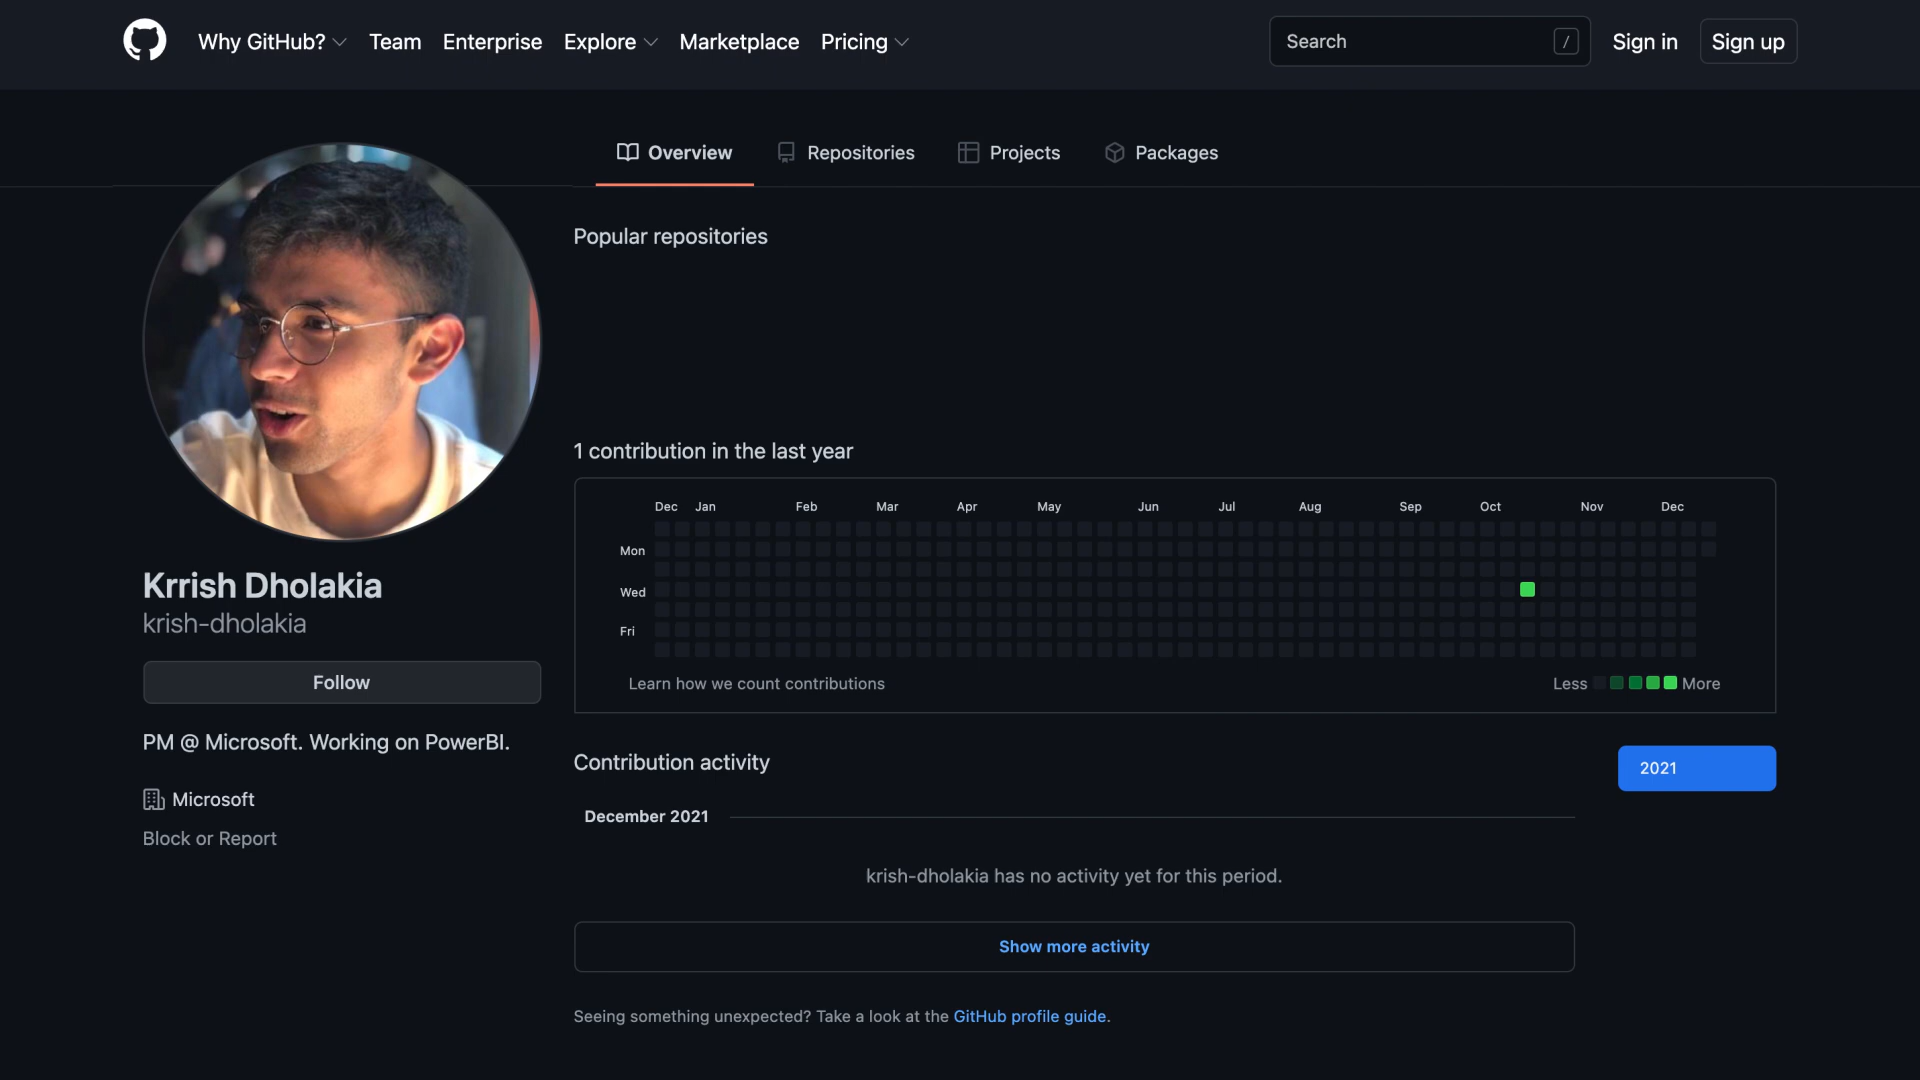 Why GitHub? Team Enterprise Explore Marketplace Pricing Search / Sign in Sign up
Overview Repositories Projects Packages
Popular repositories
1 contribution in the last year
Dec Jan Feb Mar Apr May Jun Jul Aug Sep Oct Nov Dec
Mon
Wed
Fri
Learn how we count contributions
Less More
Krrish Dholakia
krish-dholakia
Follow
PM @ Microsoft. Working on PowerBI.
Microsoft
Block or Report
Contribution activity
2021
December 2021
krish-dholakia has no activity yet for this period.
Show more activity
Seeing something unexpected? Take a look at the GitHub profile guide.